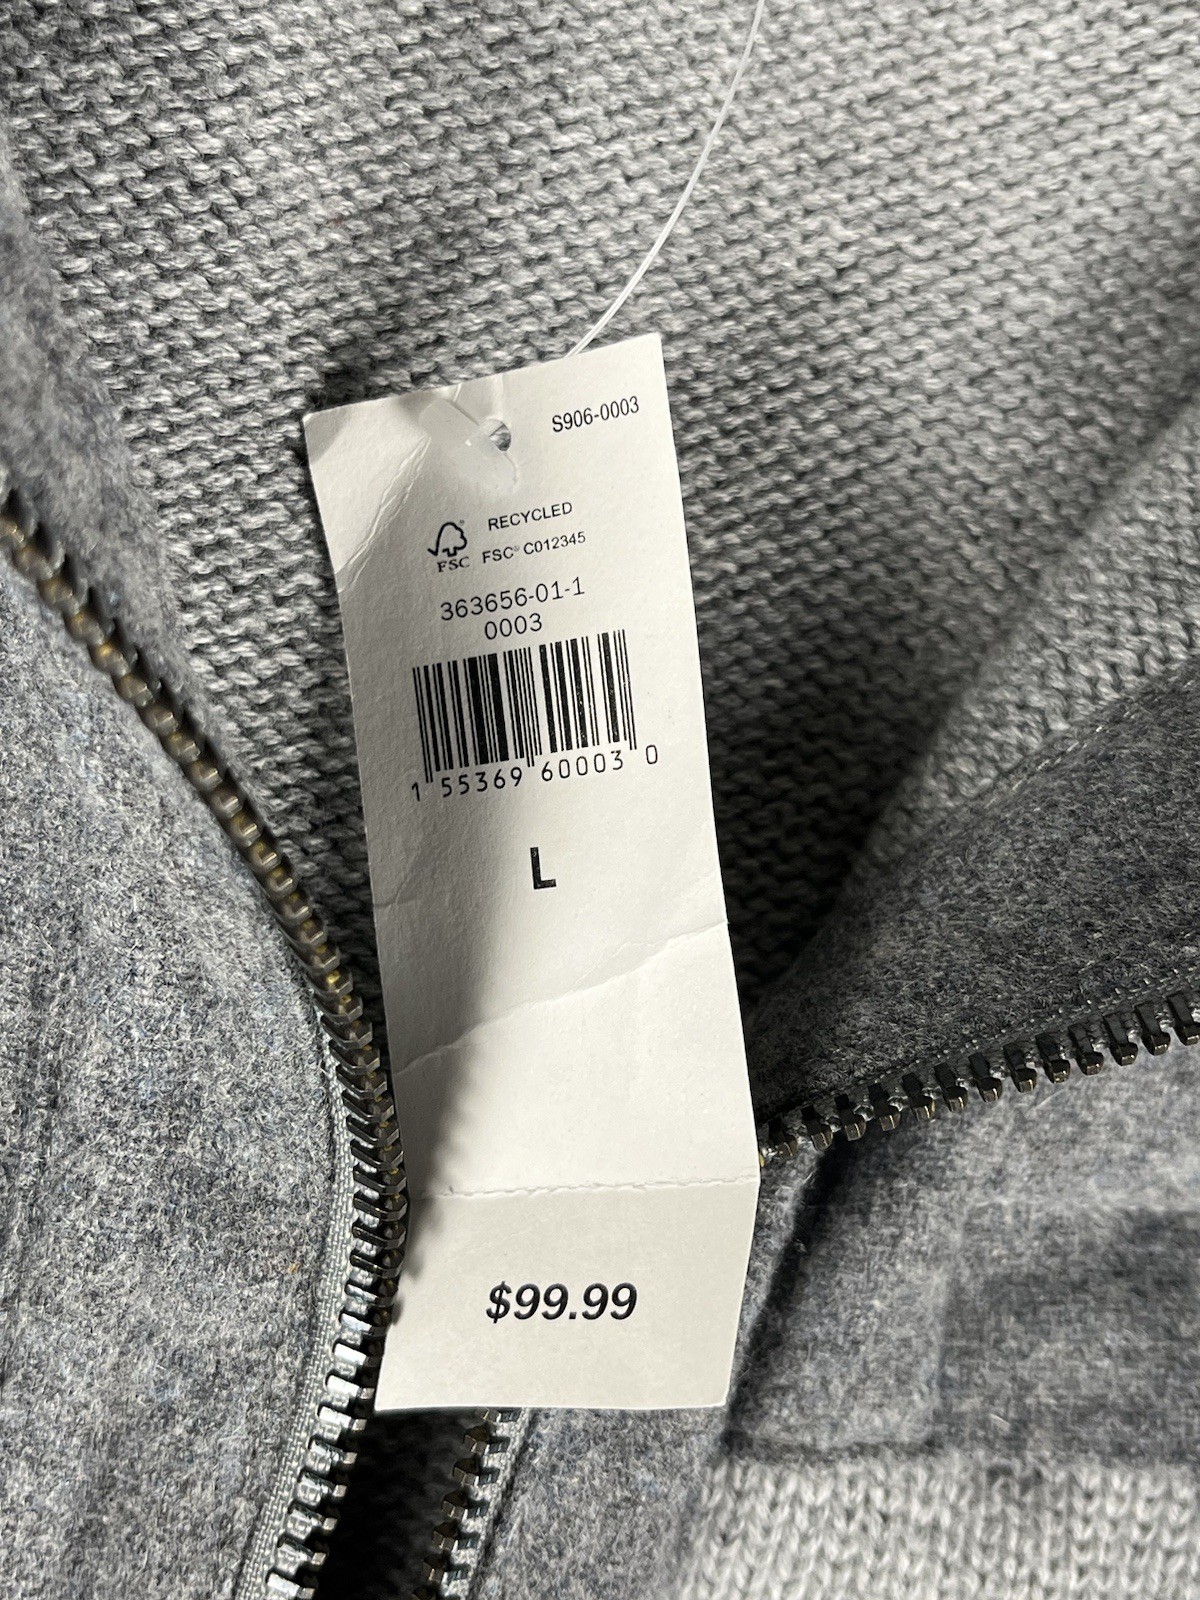 S906-0003
RECYCLED
FSC® C012345
FSC
363656-01-1
0003
1 55369 60003 0
L
$99.99